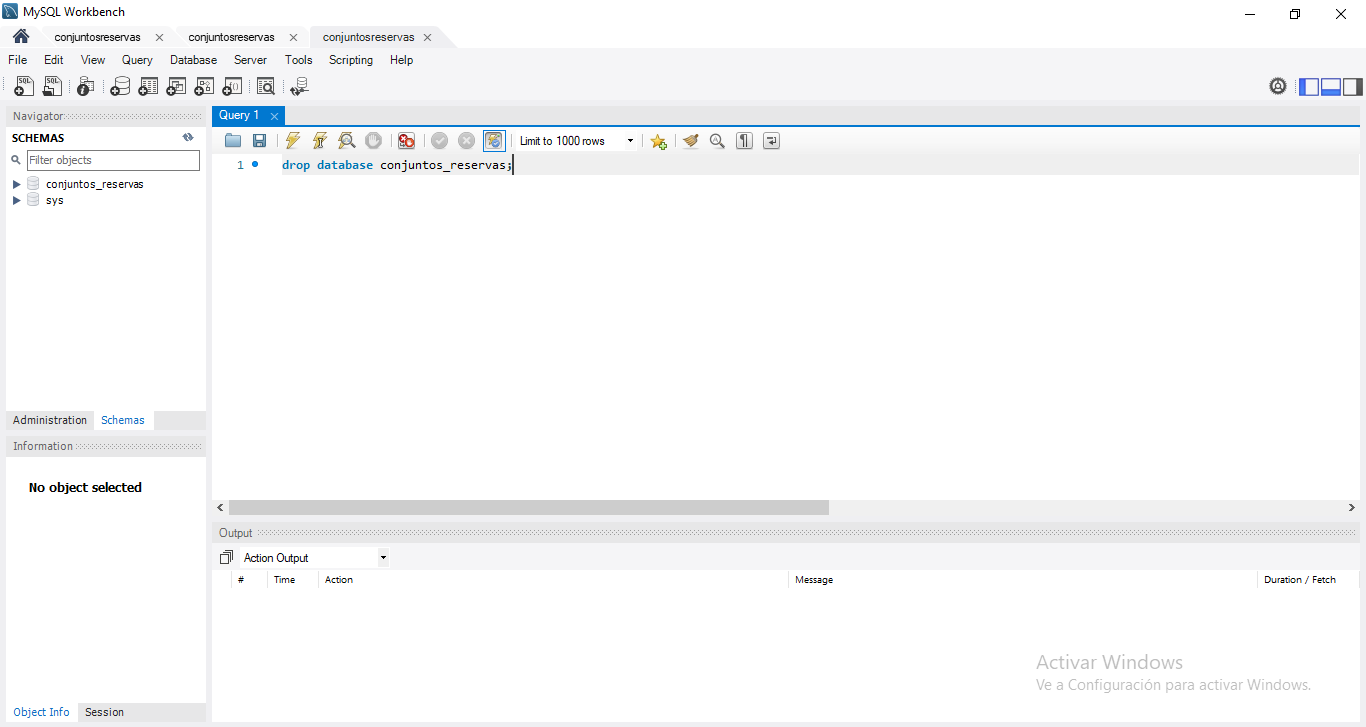 MySQL Workbench
conjuntosreservas conjuntosreservas conjuntosreservas
File Edit View Query Database Server Tools Scripting Help
Navigator
SCHEMAS
Filter objects
conjuntos_reservas
sys
Administration Schemas
Information
No object selected
Object Info Session
Query 1
Limit to 1000 rows
1 drop database conjuntos_reservas;
Output
Action Output
# Time Action Message Duration / Fetch
Activar Windows
Ve a Configuración para activar Windows.